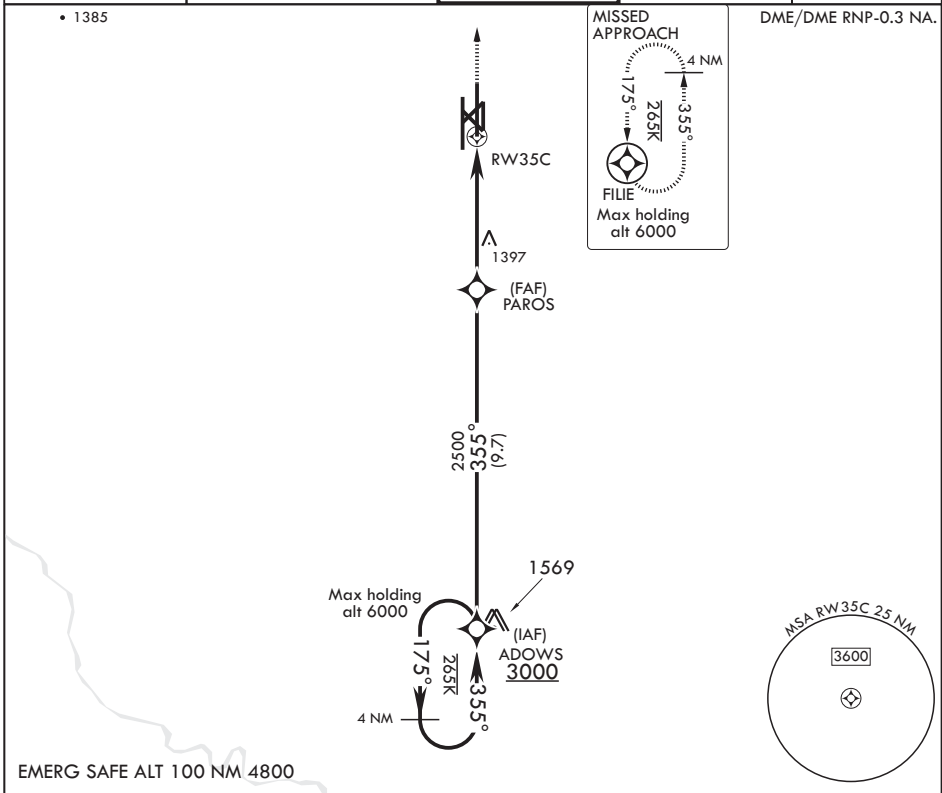 • 1385
MISSED
APPROACH
4 NM
175°
265K
355°
FILIE
Max holding
alt 6000
DME/DME RNP-0.3 NA.
RW35C
1397
(FAF)
PAROS
2500
355°
(9.7)
1569
Max holding
alt 6000
(IAF)
ADOWS
3000
175°
265K
355°
4 NM
MSA RW35C 25 NM
3600
EMERG SAFE ALT 100 NM 4800